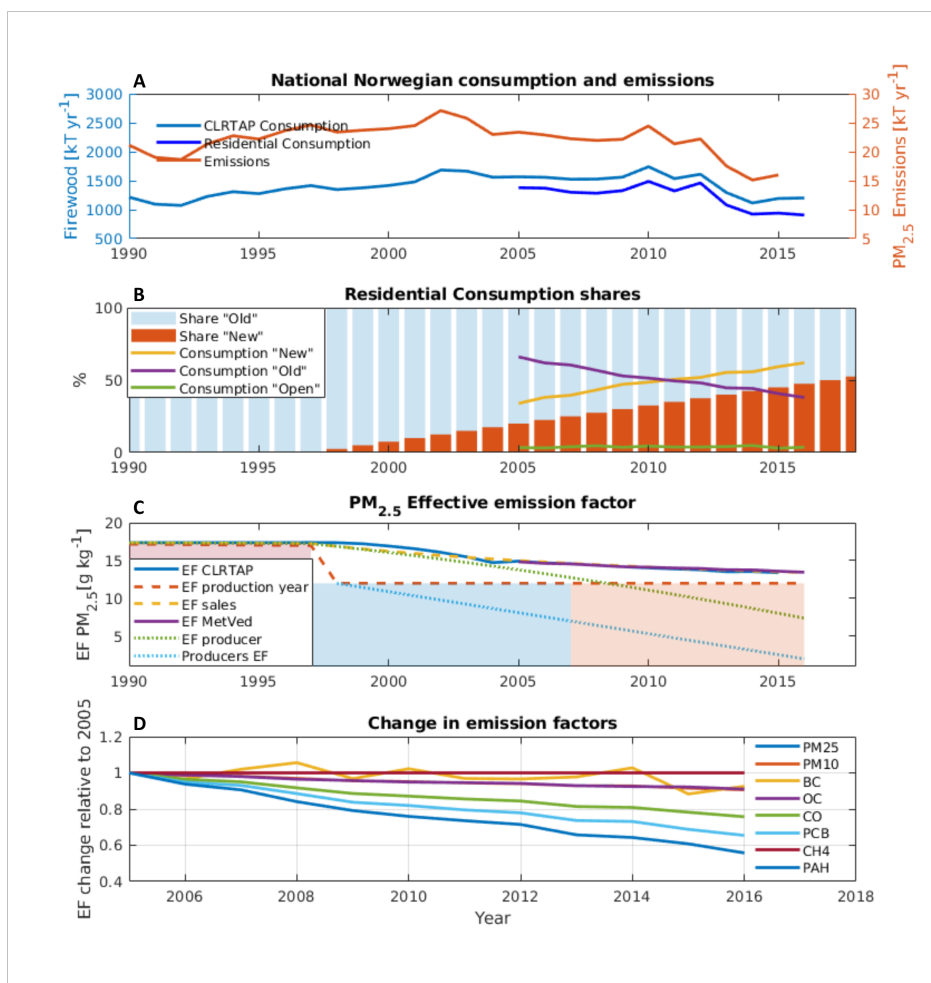 A
National Norwegian consumption and emissions
Firewood [kT yr-1]
3000
2500
2000
1500
1000
500
PM2.5 Emissions [kT yr-1]
30
25
20
15
10
5
CLRTAP Consumption
Residential Consumption
Emissions
1990 1995 2000 2005 2010 2015
B
Residential Consumption shares
%
100
50
0
Share "Old"
Share "New"
Consumption "New"
Consumption "Old"
Consumption "Open"
1990 1995 2000 2005 2010 2015
C
PM2.5 Effective emission factor
EF PM2.5[g kg-1]
20
15
10
5
EF CLRTAP
EF production year
EF sales
EF MetVed
EF producer
Producers EF
1990 1995 2000 2005 2010 2015
D
Change in emission factors
EF change relative to 2005
1.2
1
0.8
0.6
0.4
PM25
PM10
BC
OC
CO
PCB
CH4
PAH
2006 2008 2010 2012 2014 2016 2018
Year